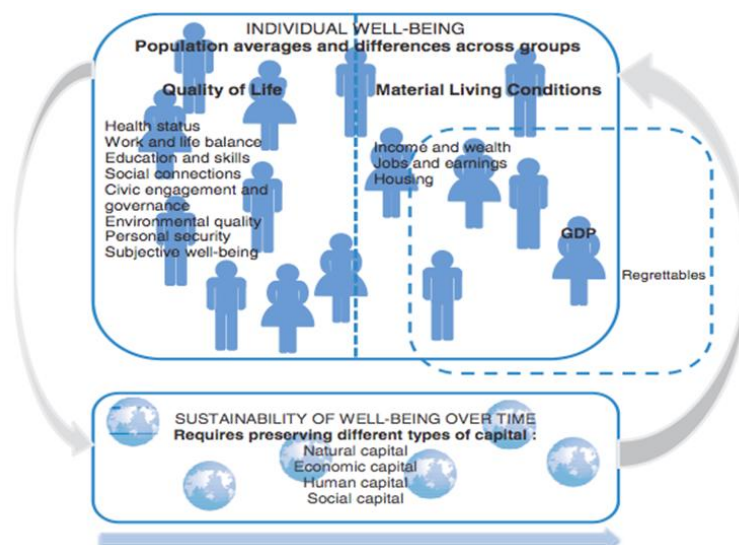 INDIVIDUAL WELL-BEING
Population averages and differences across groups
Quality of Life
Health status
Work and life balance
Education and skills
Social connections
Civic engagement and
governance
Environmental quality
Personal security
Subjective well-being
Material Living Conditions
Income and wealth
Jobs and earnings
Housing
GDP
Regrettables
SUSTAINABILITY OF WELL-BEING OVER TIME
Requires preserving different types of capital :
Natural capital
Economic capital
Human capital
Social capital